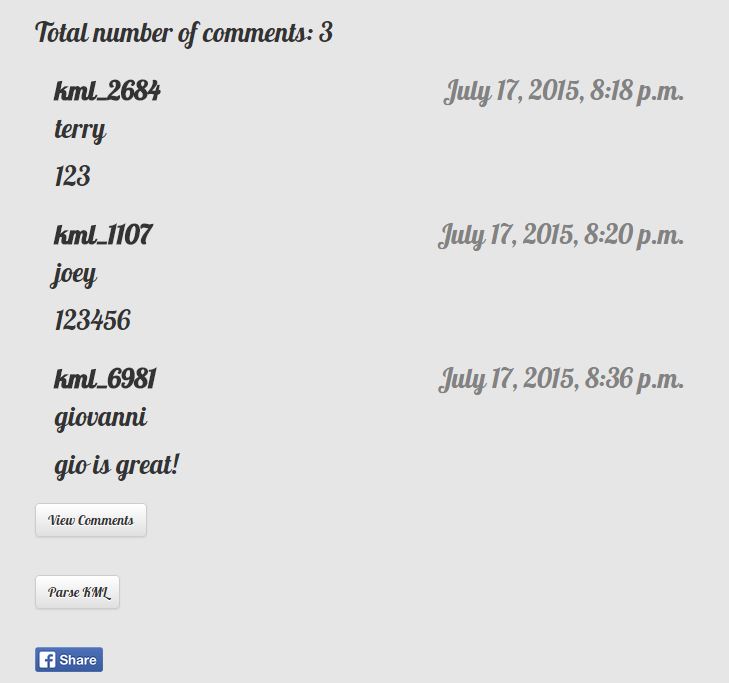 Total number of comments: 3
kml_2684 July 17, 2015, 8:18 p.m.
terry
123
kml_1107 July 17, 2015, 8:20 p.m.
joey
123456
kml_6981 July 17, 2015, 8:36 p.m.
giovanni
gio is great!
View Comments
Parse KML
Share